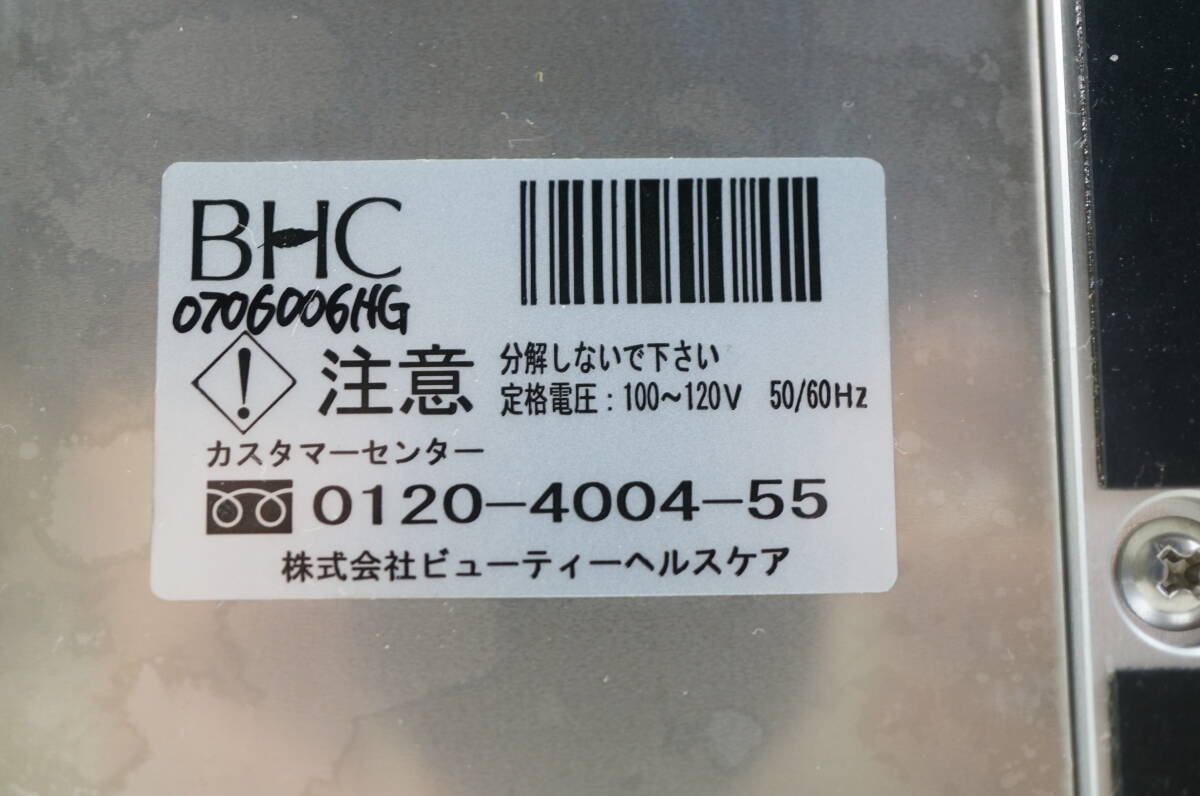 BHC
0706006HG
注意
分解しないで下さい
定格電圧：100～120V 50/60Hz
カスタマーセンター
0120-4004-55
株式会社ビューティーヘルスケア